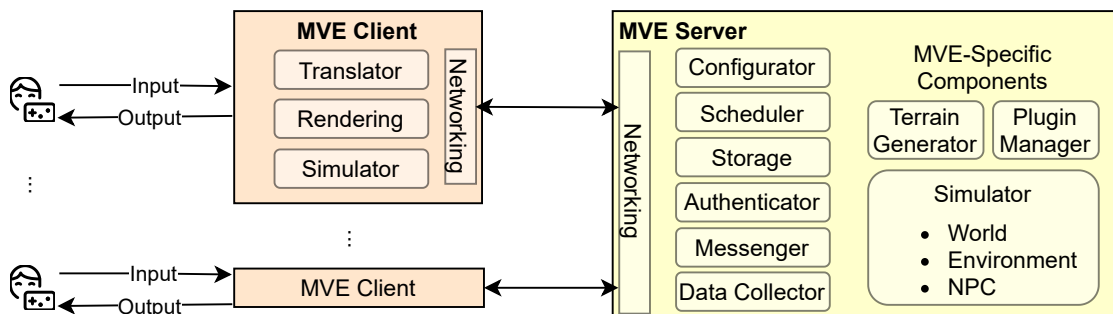 MVE Client
Translator
Rendering
Simulator
Networking
Input
Output
...
...
Input
Output
MVE Client
MVE Server
Networking
Configurator
Scheduler
Storage
Authenticator
Messenger
Data Collector
MVE-Specific
Components
Terrain
Generator
Plugin
Manager
Simulator
• World
• Environment
• NPC